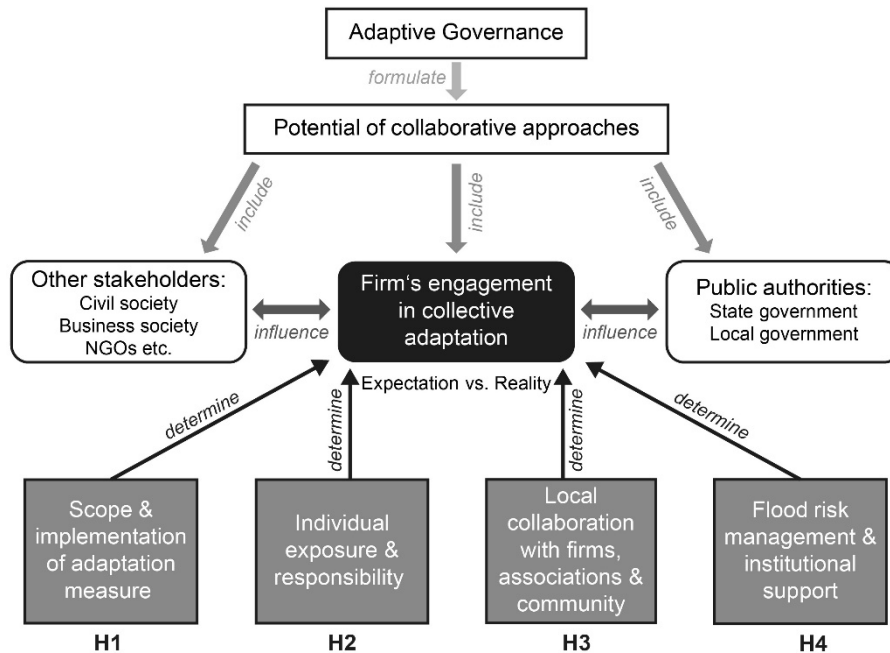 Adaptive Governance
formulate
Potential of collaborative approaches
include
include
include
Other stakeholders:
Civil society
Business society
NGOs etc.
influence
Firm‘s engagement
in collective
adaptation
influence
Public authorities:
State government
Local government
Expectation vs. Reality
determine
determine
determine
determine
Scope &
implementation
of adaptation
measure
Individual
exposure &
responsibility
Local
collaboration
with firms,
associations &
community
Flood risk
management &
institutional
support
H1
H2
H3
H4